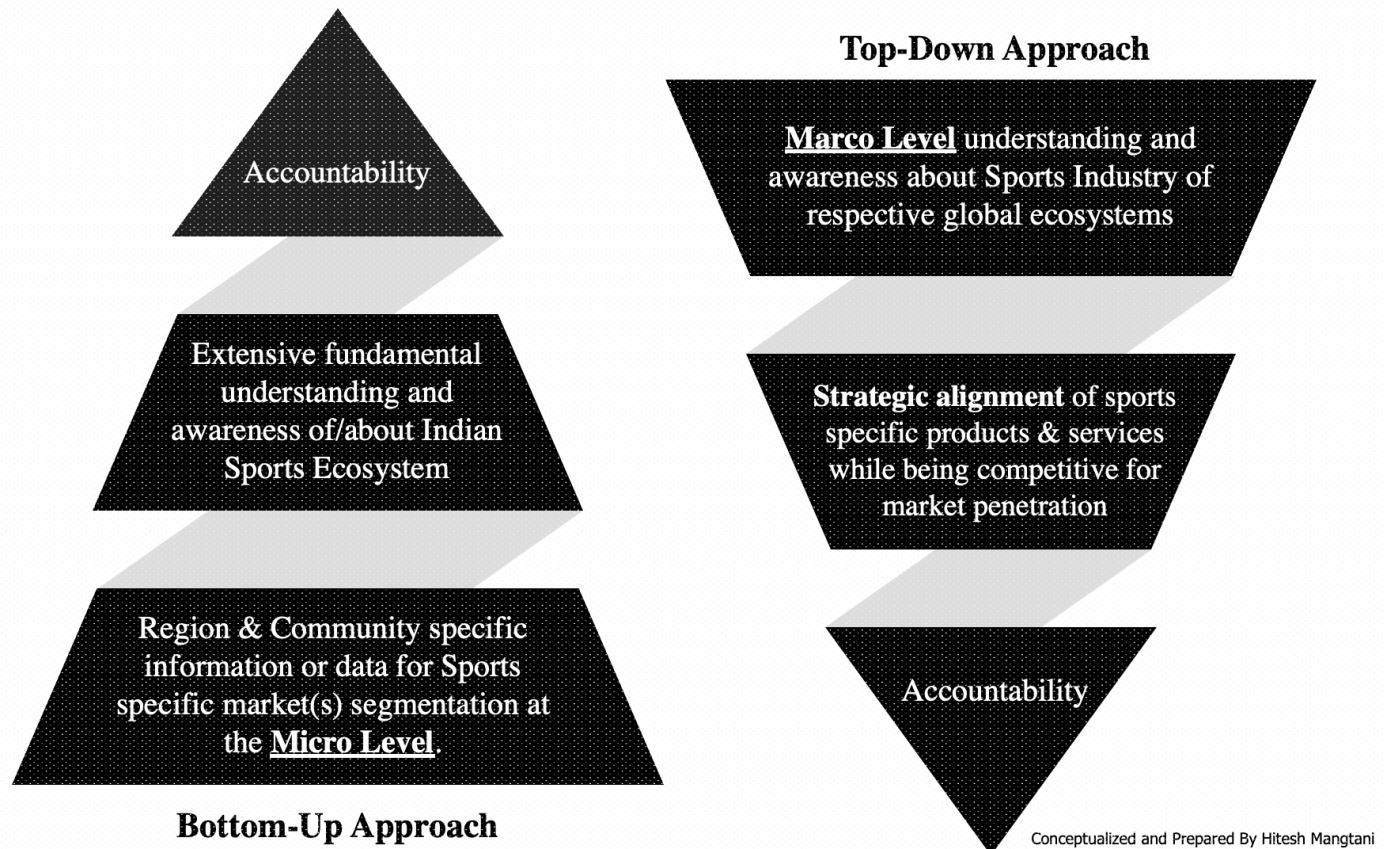 Accountability
Extensive fundamental
understanding and
awareness of/about Indian
Sports Ecosystem
Region & Community specific
information or data for Sports
specific market(s) segmentation at
the Micro Level.
Bottom-Up Approach
Top-Down Approach
Marco Level understanding and
awareness about Sports Industry of
respective global ecosystems
Strategic alignment of sports
specific products & services
while being competitive for
market penetration
Accountability
Conceptualized and Prepared By Hitesh Mangtani